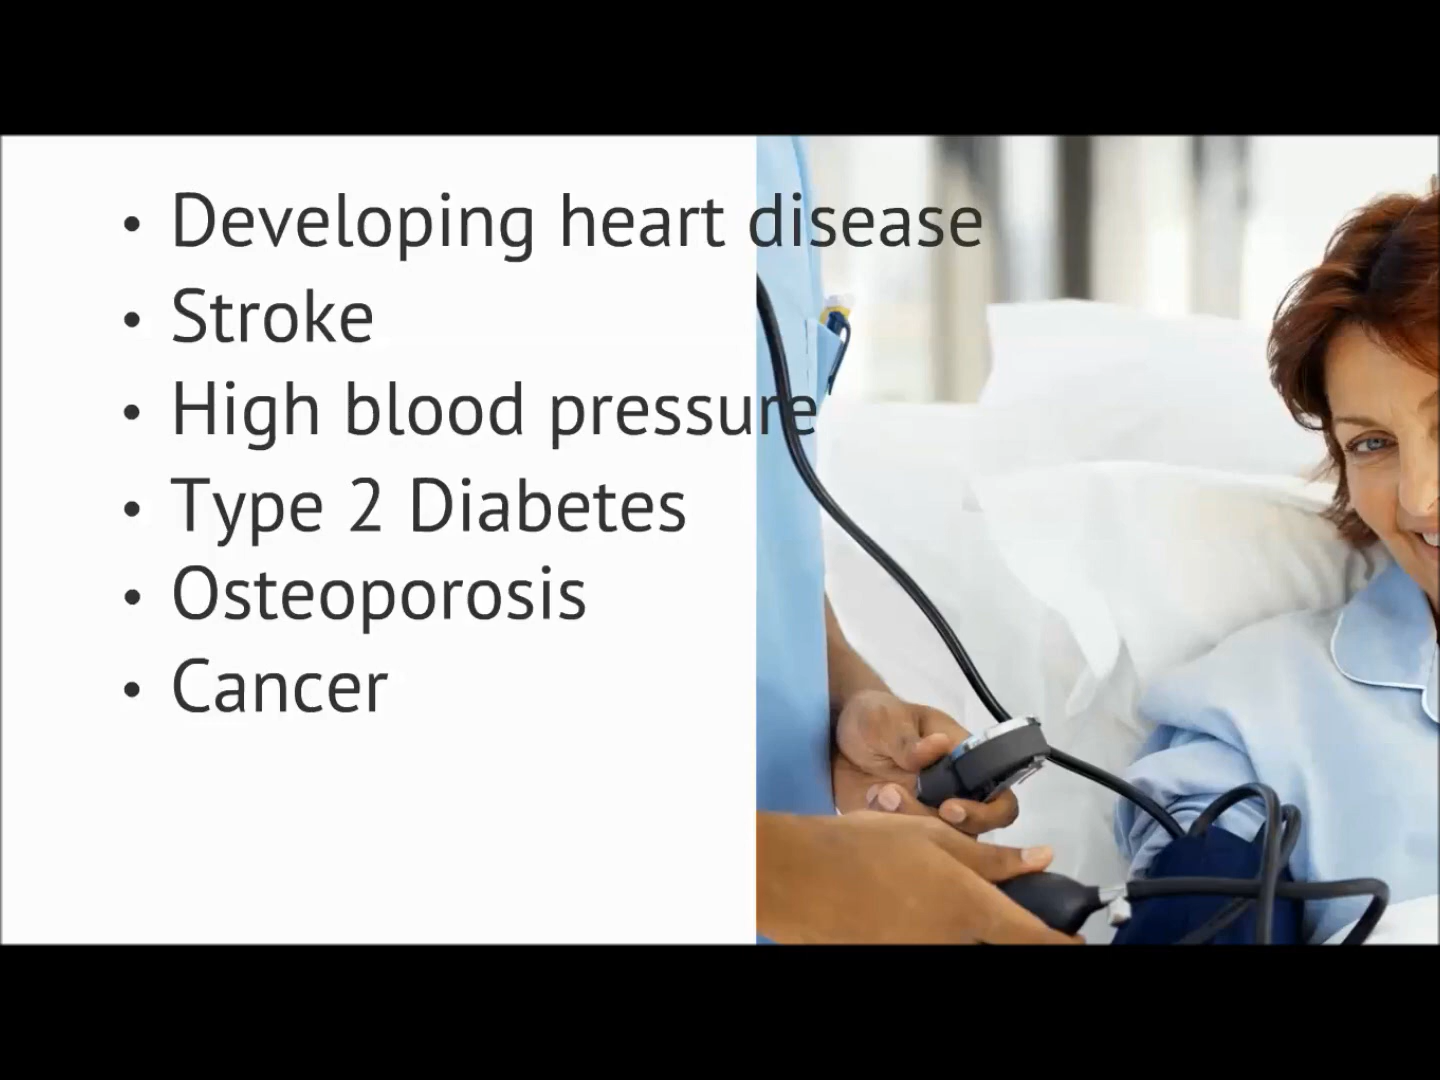 • Developing heart disease
• Stroke
• High blood pressure
• Type 2 Diabetes
• Osteoporosis
• Cancer